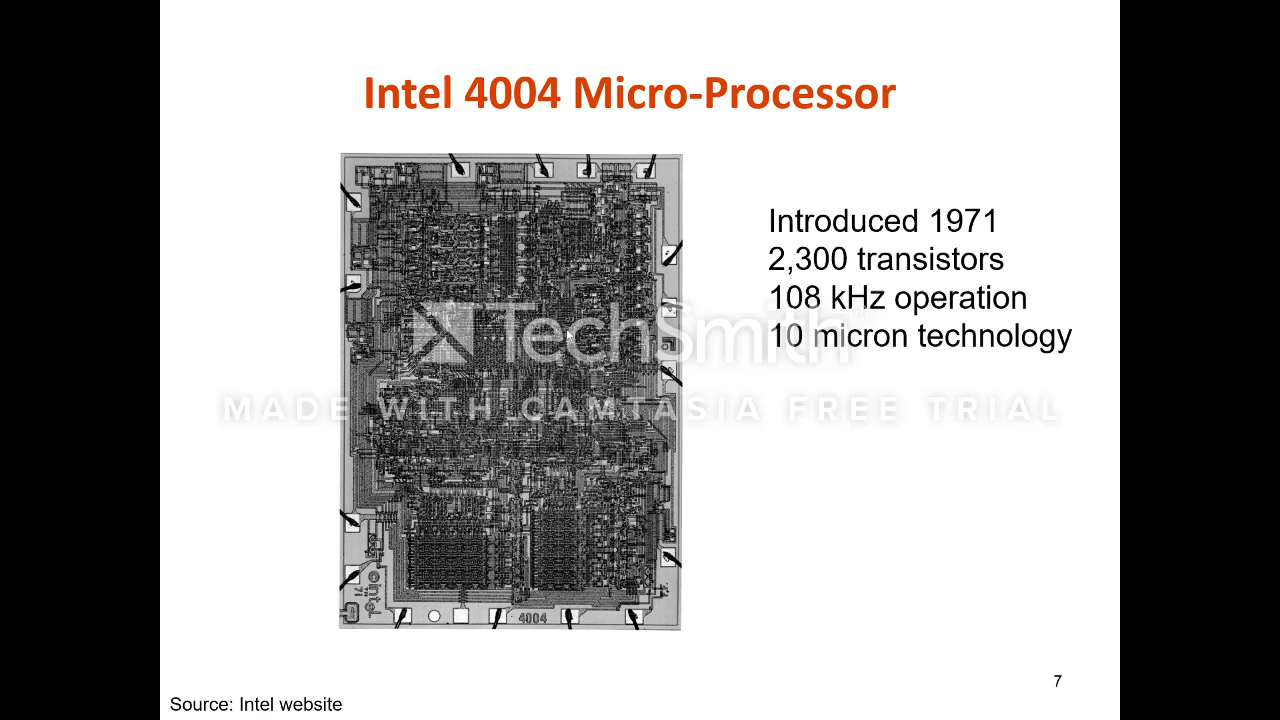 Intel 4004 Micro-Processor
Introduced 1971
2,300 transistors
108 kHz operation
10 micron technology
TechSmith
MADE WITH CAMTASIA FREE TRIAL
intel
71
4004
7
Source: Intel website